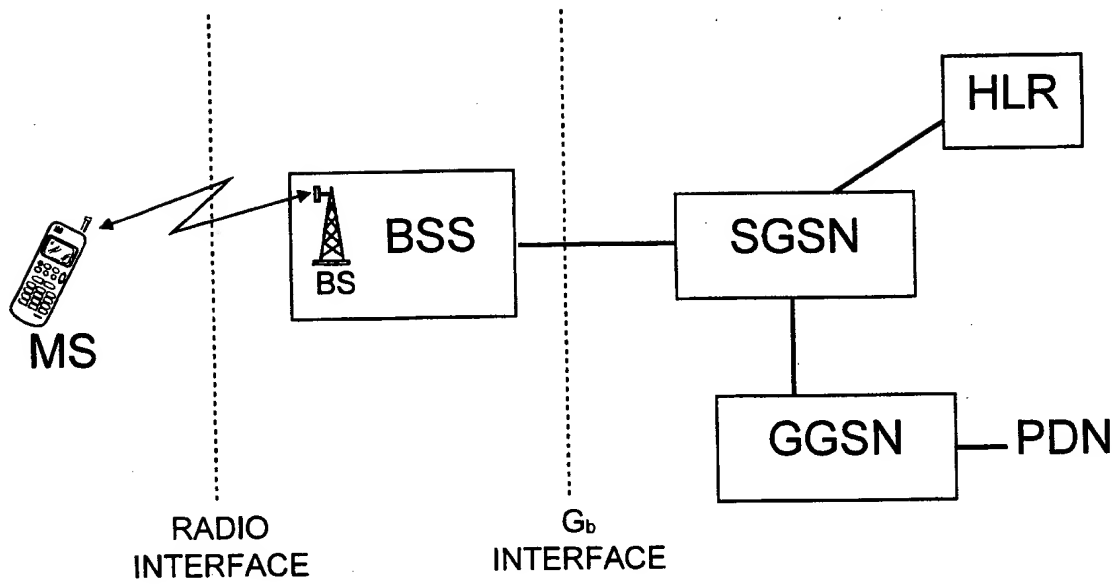 HLR
BSS
SGSN
BS
MS
GGSN
PDN
RADIO
INTERFACE
Gb
INTERFACE